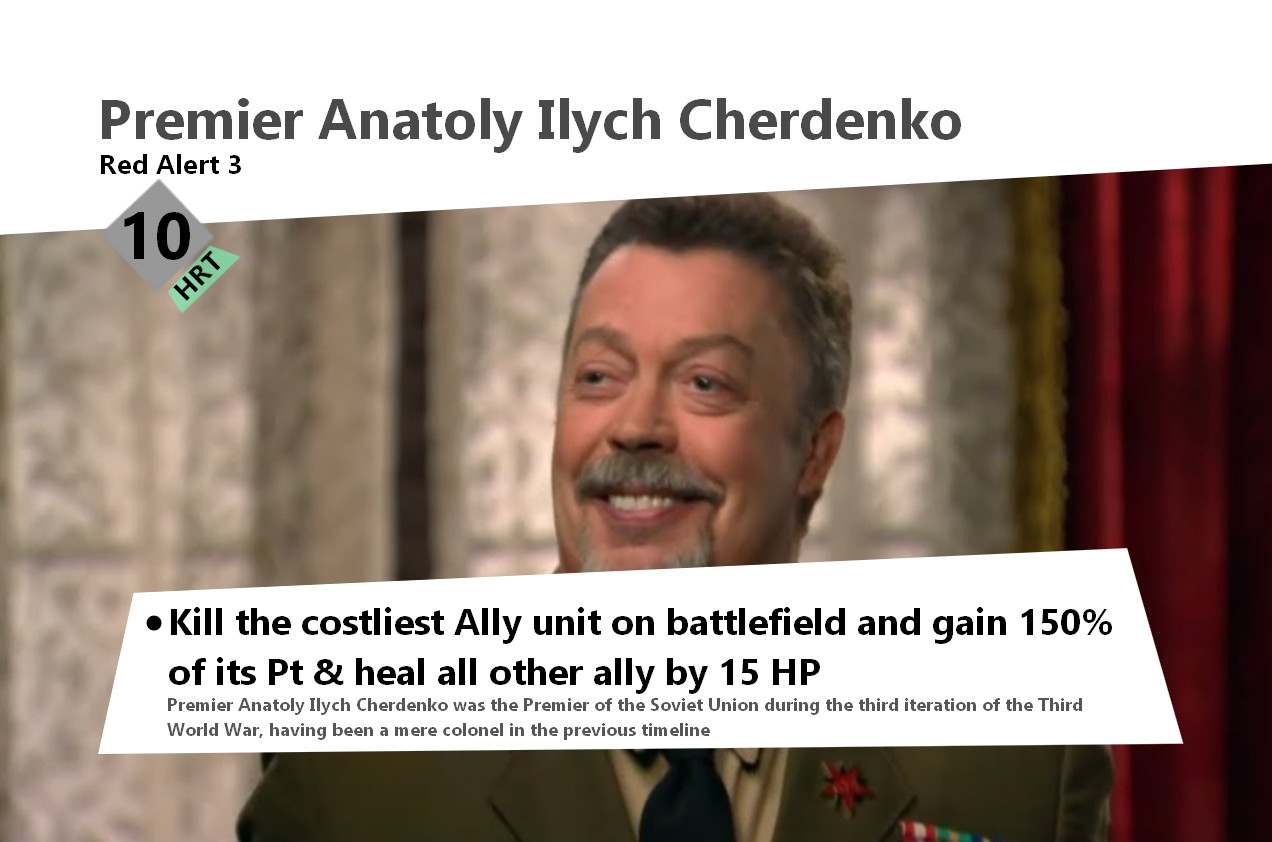 Premier Anatoly Ilych Cherdenko
Red Alert 3
10
HRT
• Kill the costliest Ally unit on battlefield and gain 150%
of its Pt & heal all other ally by 15 HP
Premier Anatoly Ilych Cherdenko was the Premier of the Soviet Union during the third iteration of the Third
World War, having been a mere colonel in the previous timeline